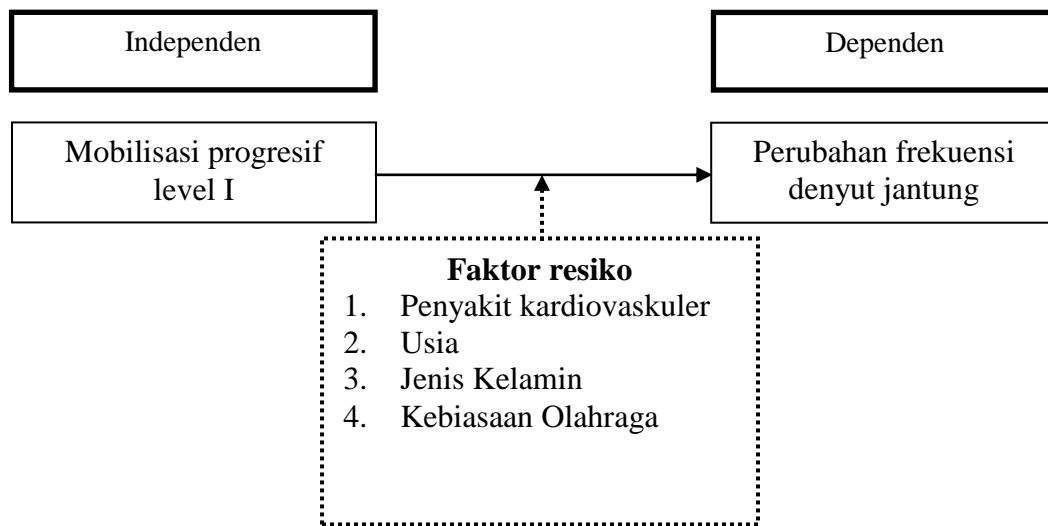 Independen
Dependen
Mobilisasi progresif
level I
Perubahan frekuensi
denyut jantung
Faktor resiko
1. Penyakit kardiovaskuler
2. Usia
3. Jenis Kelamin
4. Kebiasaan Olahraga